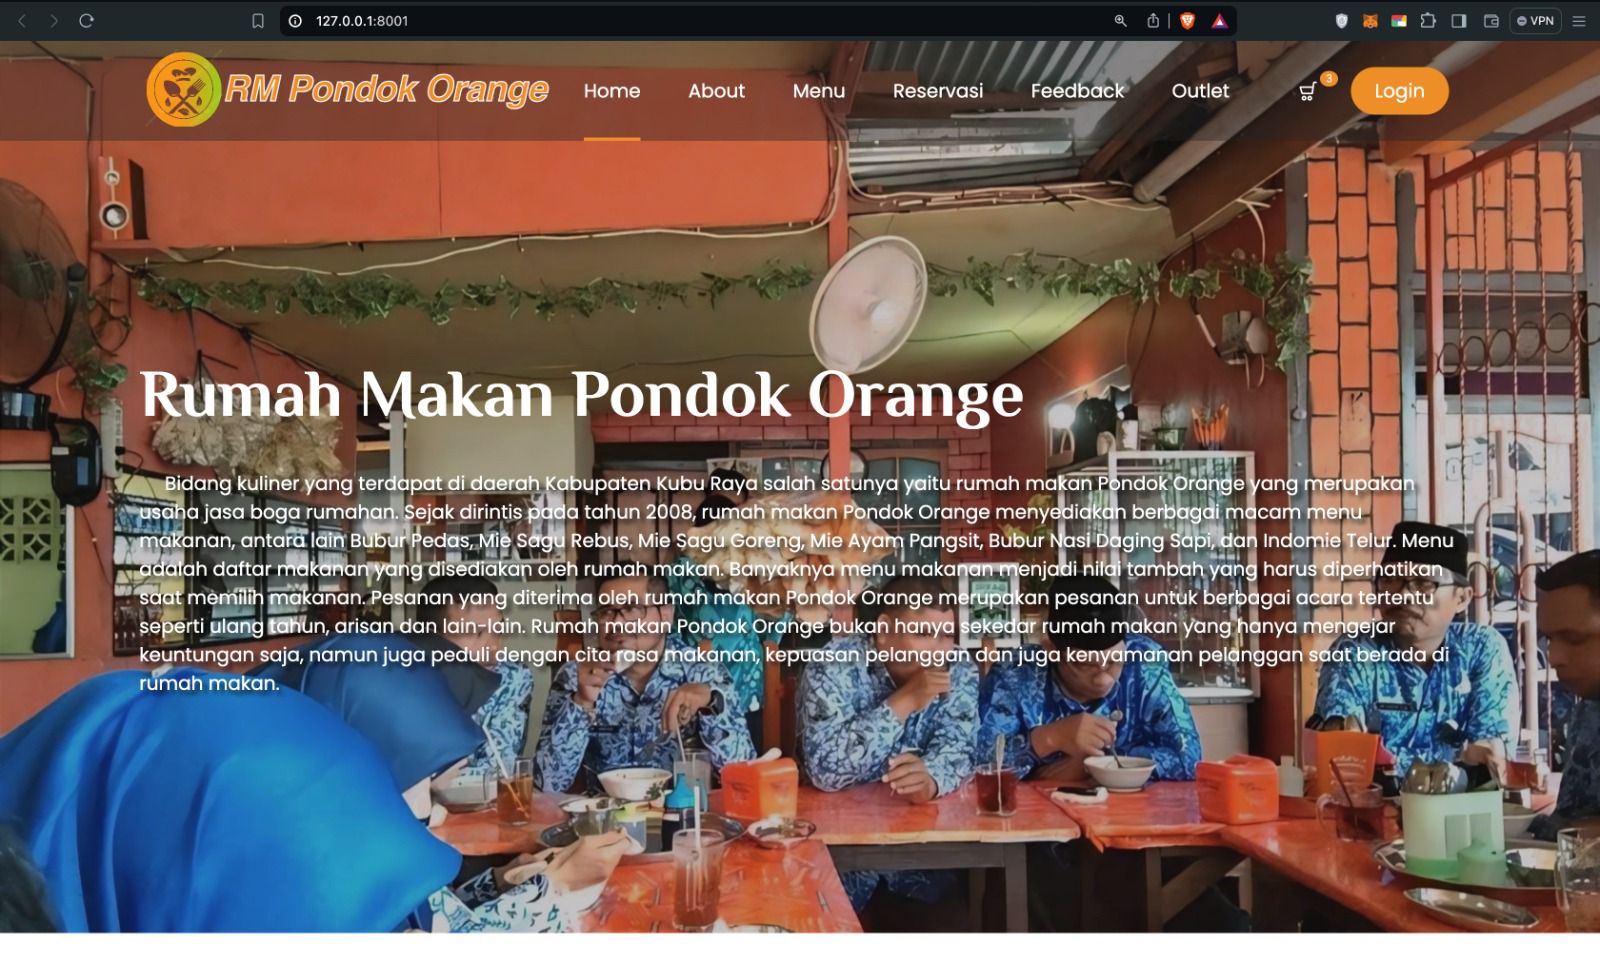 127.0.0.1:8001
VPN
RM Pondok Orange
Home
About
Menu
Reservasi
Feedback
Outlet
3
Login
Rumah Makan Pondok Orange
Bidang kuliner yang terdapat di daerah Kabupaten Kubu Raya salah satunya yaitu rumah makan Pondok Orange yang merupakan
usaha jasa boga rumahan. Sejak dirintis pada tahun 2008, rumah makan Pondok Orange menyediakan berbagai macam menu
makanan, antara lain Bubur Pedas, Mie Sagu Rebus, Mie Sagu Goreng, Mie Ayam Pangsit, Bubur Nasi Daging Sapi, dan Indomie Telur. Menu
adalah daftar makanan yang disediakan oleh rumah makan. Banyaknya menu makanan menjadi nilai tambah yang harus diperhatikan
saat memilih makanan. Pesanan yang diterima oleh rumah makan Pondok Orange merupakan pesanan untuk berbagai acara tertentu
seperti ulang tahun, arisan dan lain-lain. Rumah makan Pondok Orange bukan hanya sekedar rumah makan yang hanya mengejar
keuntungan saja, namun juga peduli dengan cita rasa makanan, kepuasan pelanggan dan juga kenyamanan pelanggan saat berada di
rumah makan.